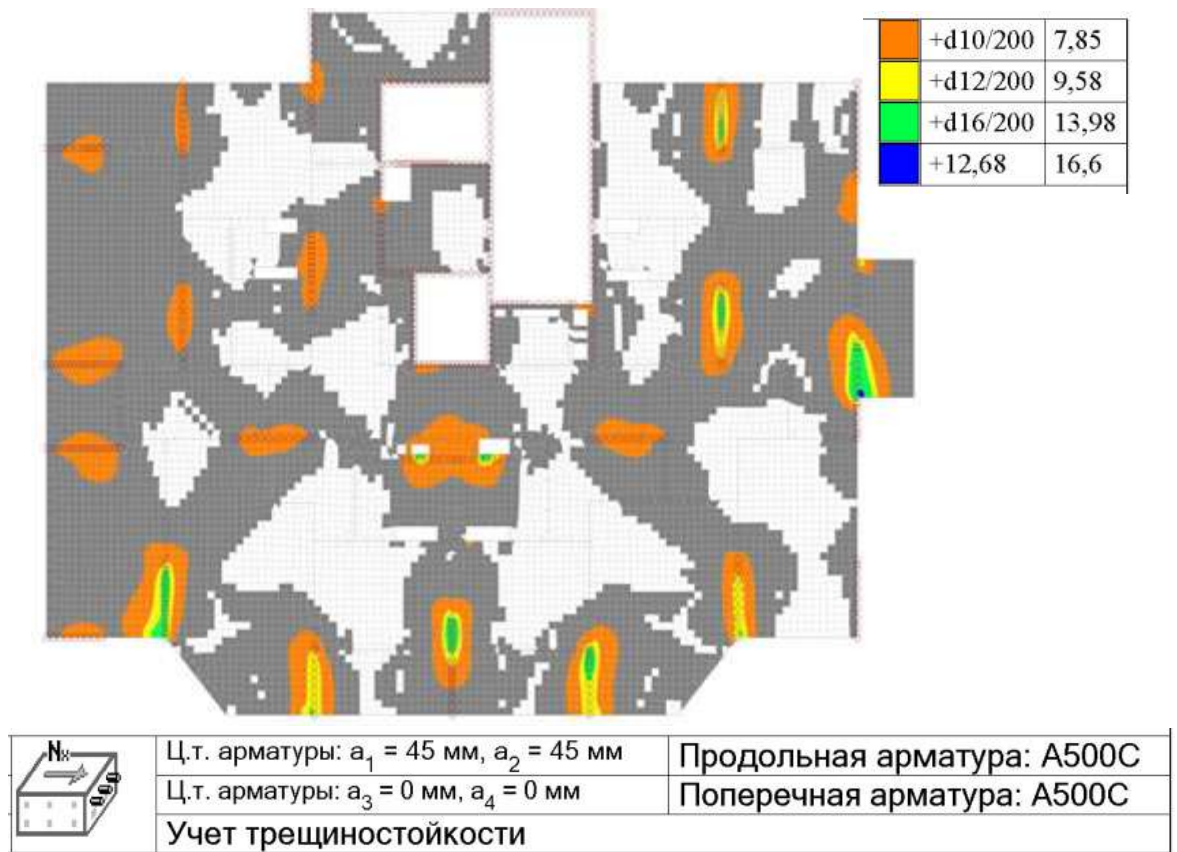 +d10/200 7,85
+d12/200 9,58
+d16/200 13,98
+12,68 16,6
Nx
Ц.т. арматуры: a1 = 45 мм, a2 = 45 мм
Продольная арматура: А500С
Ц.т. арматуры: a3 = 0 мм, a4 = 0 мм
Поперечная арматура: А500С
Учет трещиностойкости